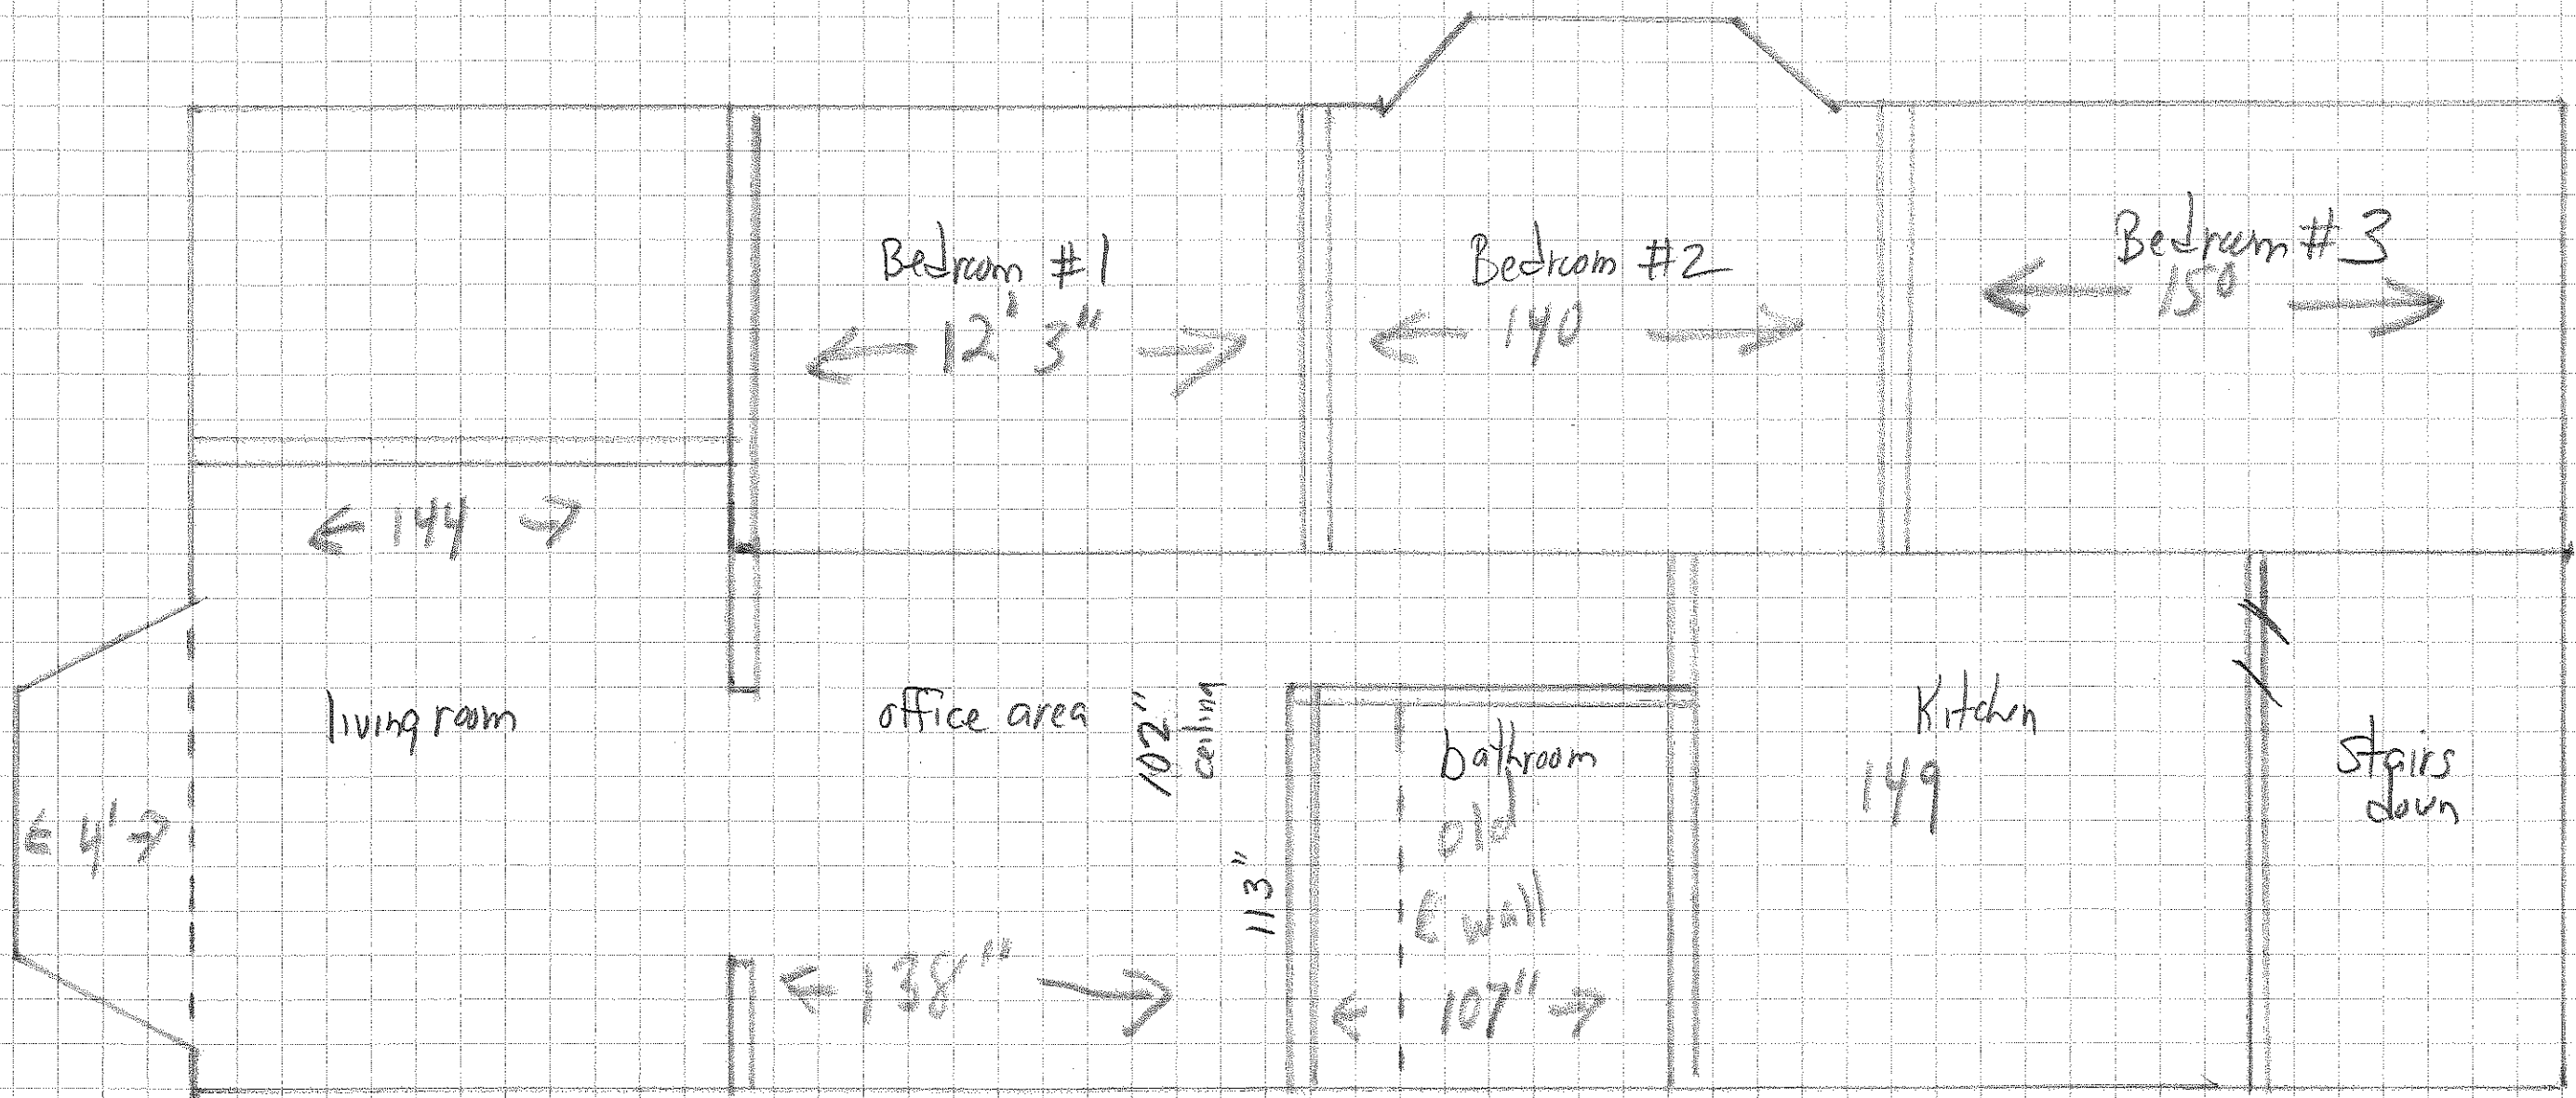 Bedroom #1
12' 3"
Bedroom #2
140
Bedroom #3
150
144
living room
4'
office area
102"
ceiling
113"
138"
bathroom
old
wall
107"
Kitchen
149
Stairs
down